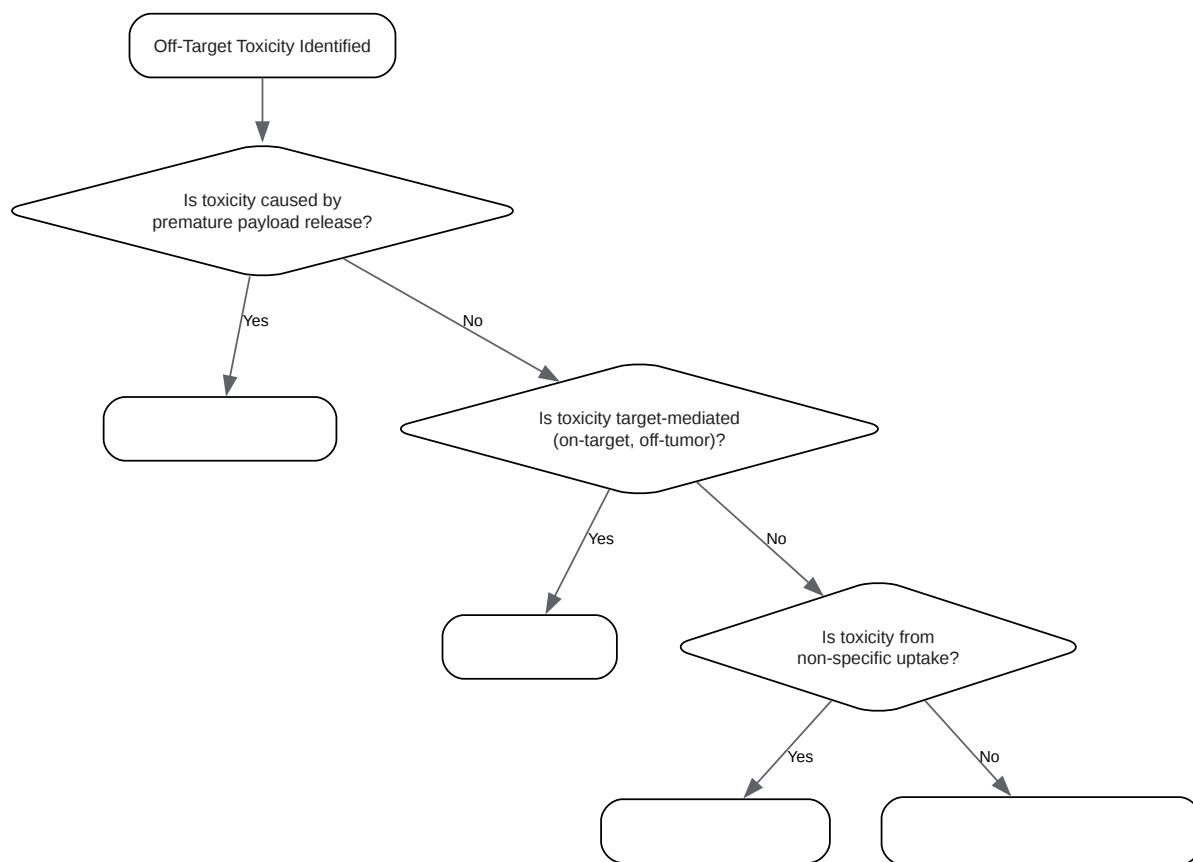 Off-Target Toxicity Identified
Is toxicity caused by
premature payload release?
Yes
No
Is toxicity target-mediated
(on-target, off-tumor)?
Yes
No
Is toxicity from
non-specific uptake?
Yes
No